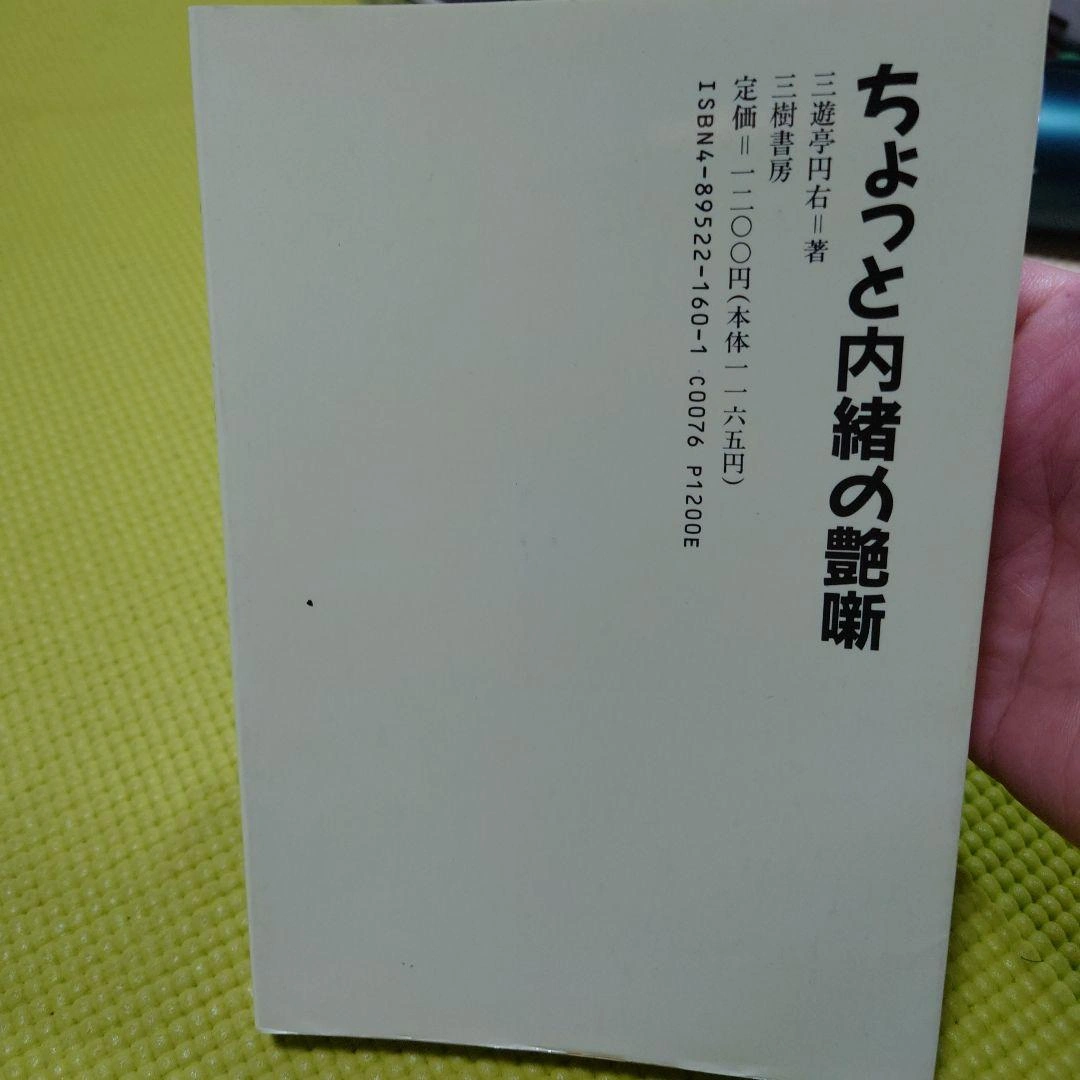 ちょっと内緒の艶噺
三遊亭円右＝著
三樹書房
定価＝一二〇〇円(本体一一六五円)
ISBN4-89522-160-1 C0076 P1200E